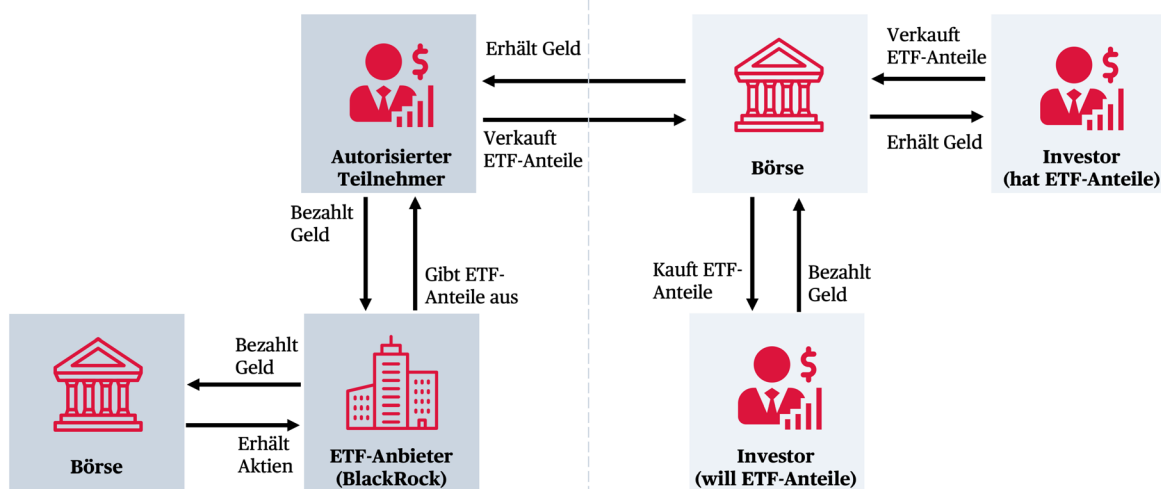 Erhält Geld
Verkauft
ETF-Anteile
$
Autorisierter
Teilnehmer
Börse
Verkauft
ETF-Anteile
Erhält Geld
$
Investor
(hat ETF-Anteile)
Bezahlt
Geld
Gibt ETF-
Anteile aus
Kauft ETF-
Anteile
Bezahlt
Geld
Börse
Bezahlt
Geld
Erhält
Aktien
ETF-Anbieter
(BlackRock)
$
Investor
(will ETF-Anteile)